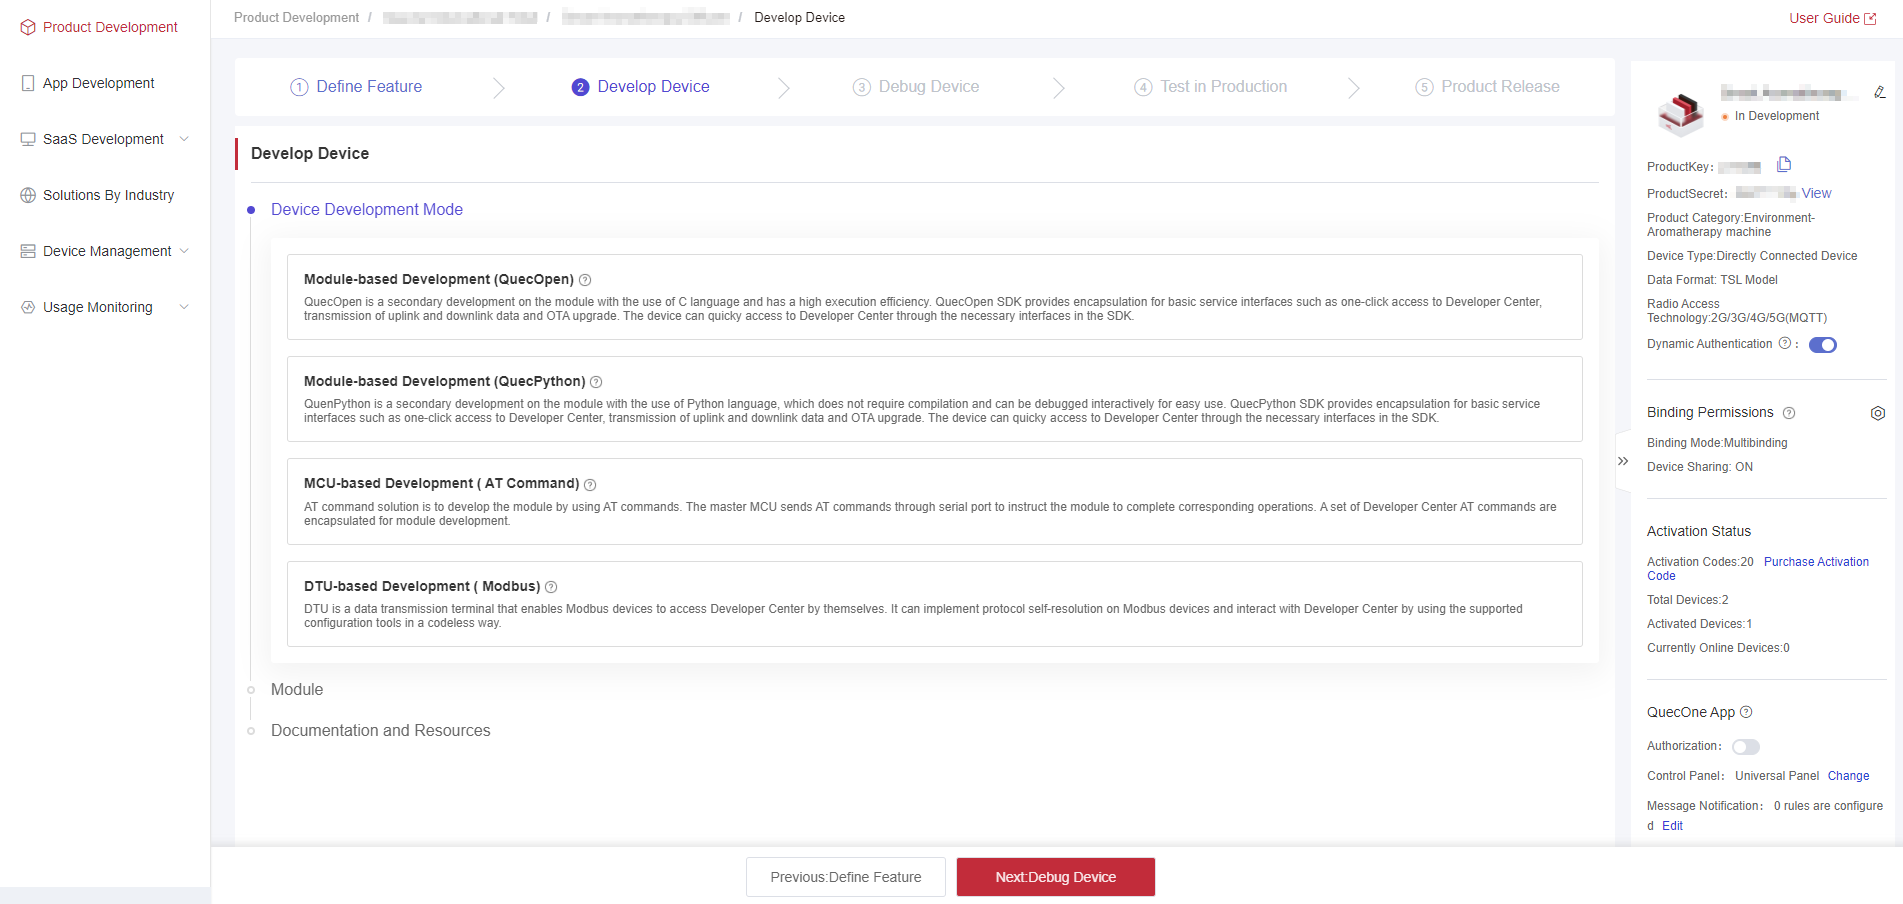 Product Development
App Development
SaaS Development
Solutions By Industry
Device Management
Usage Monitoring
Product Development / / / Develop Device
User Guide
1 Define Feature
2 Develop Device
3 Debug Device
4 Test in Production
5 Product Release
Develop Device
Device Development Mode
Module-based Development (QuecOpen) ?
QuecOpen is a secondary development on the module with the use of C language and has a high execution efficiency. QuecOpen SDK provides encapsulation for basic service interfaces such as one-click access to Developer Center,
transmission of uplink and downlink data and OTA upgrade. The device can quicky access to Developer Center through the necessary interfaces in the SDK.
Module-based Development (QuecPython) ?
QuenPython is a secondary development on the module with the use of Python language, which does not require compilation and can be debugged interactively for easy use. QuecPython SDK provides encapsulation for basic service
interfaces such as one-click access to Developer Center, transmission of uplink and downlink data and OTA upgrade. The device can quicky access to Developer Center through the necessary interfaces in the SDK.
MCU-based Development ( AT Command) ?
AT command solution is to develop the module by using AT commands. The master MCU sends AT commands through serial port to instruct the module to complete corresponding operations. A set of Developer Center AT commands are
encapsulated for module development.
DTU-based Development ( Modbus) ?
DTU is a data transmission terminal that enables Modbus devices to access Developer Center by themselves. It can implement protocol self-resolution on Modbus devices and interact with Developer Center by using the supported
configuration tools in a codeless way.
Module
Documentation and Resources
Previous:Define Feature
Next:Debug Device
In Development
ProductKey:
ProductSecret: View
Product Category:Environment-
Aromatherapy machine
Device Type:Directly Connected Device
Data Format: TSL Model
Radio Access
Technology:2G/3G/4G/5G(MQTT)
Dynamic Authentication ? :
Binding Permissions ?
Binding Mode:Multibinding
Device Sharing: ON
Activation Status
Activation Codes:20 Purchase Activation
Code
Total Devices:2
Activated Devices:1
Currently Online Devices:0
QuecOne App ?
Authorization:
Control Panel: Universal Panel Change
Message Notification: 0 rules are configure
d Edit